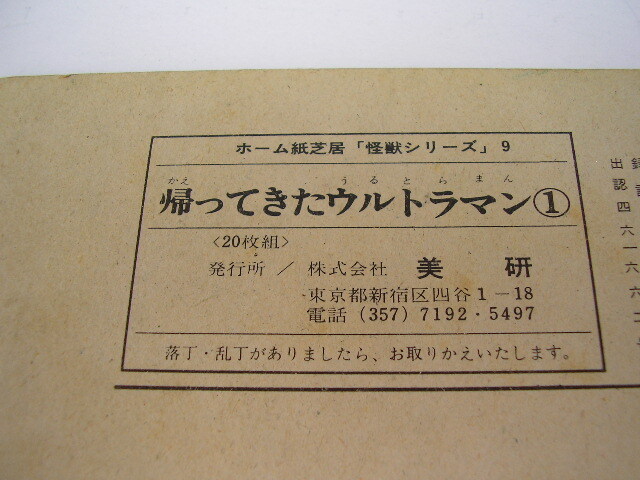 ホーム紙芝居「怪獣シリーズ」9
かえ うるとらまん
帰ってきたウルトラマン①
〈20枚組〉
発行所／株式会社 美研
東京都新宿区四谷1－18
電話（357）7192・5497
落丁・乱丁がありましたら、お取りかえいたします。
出認四六一六六